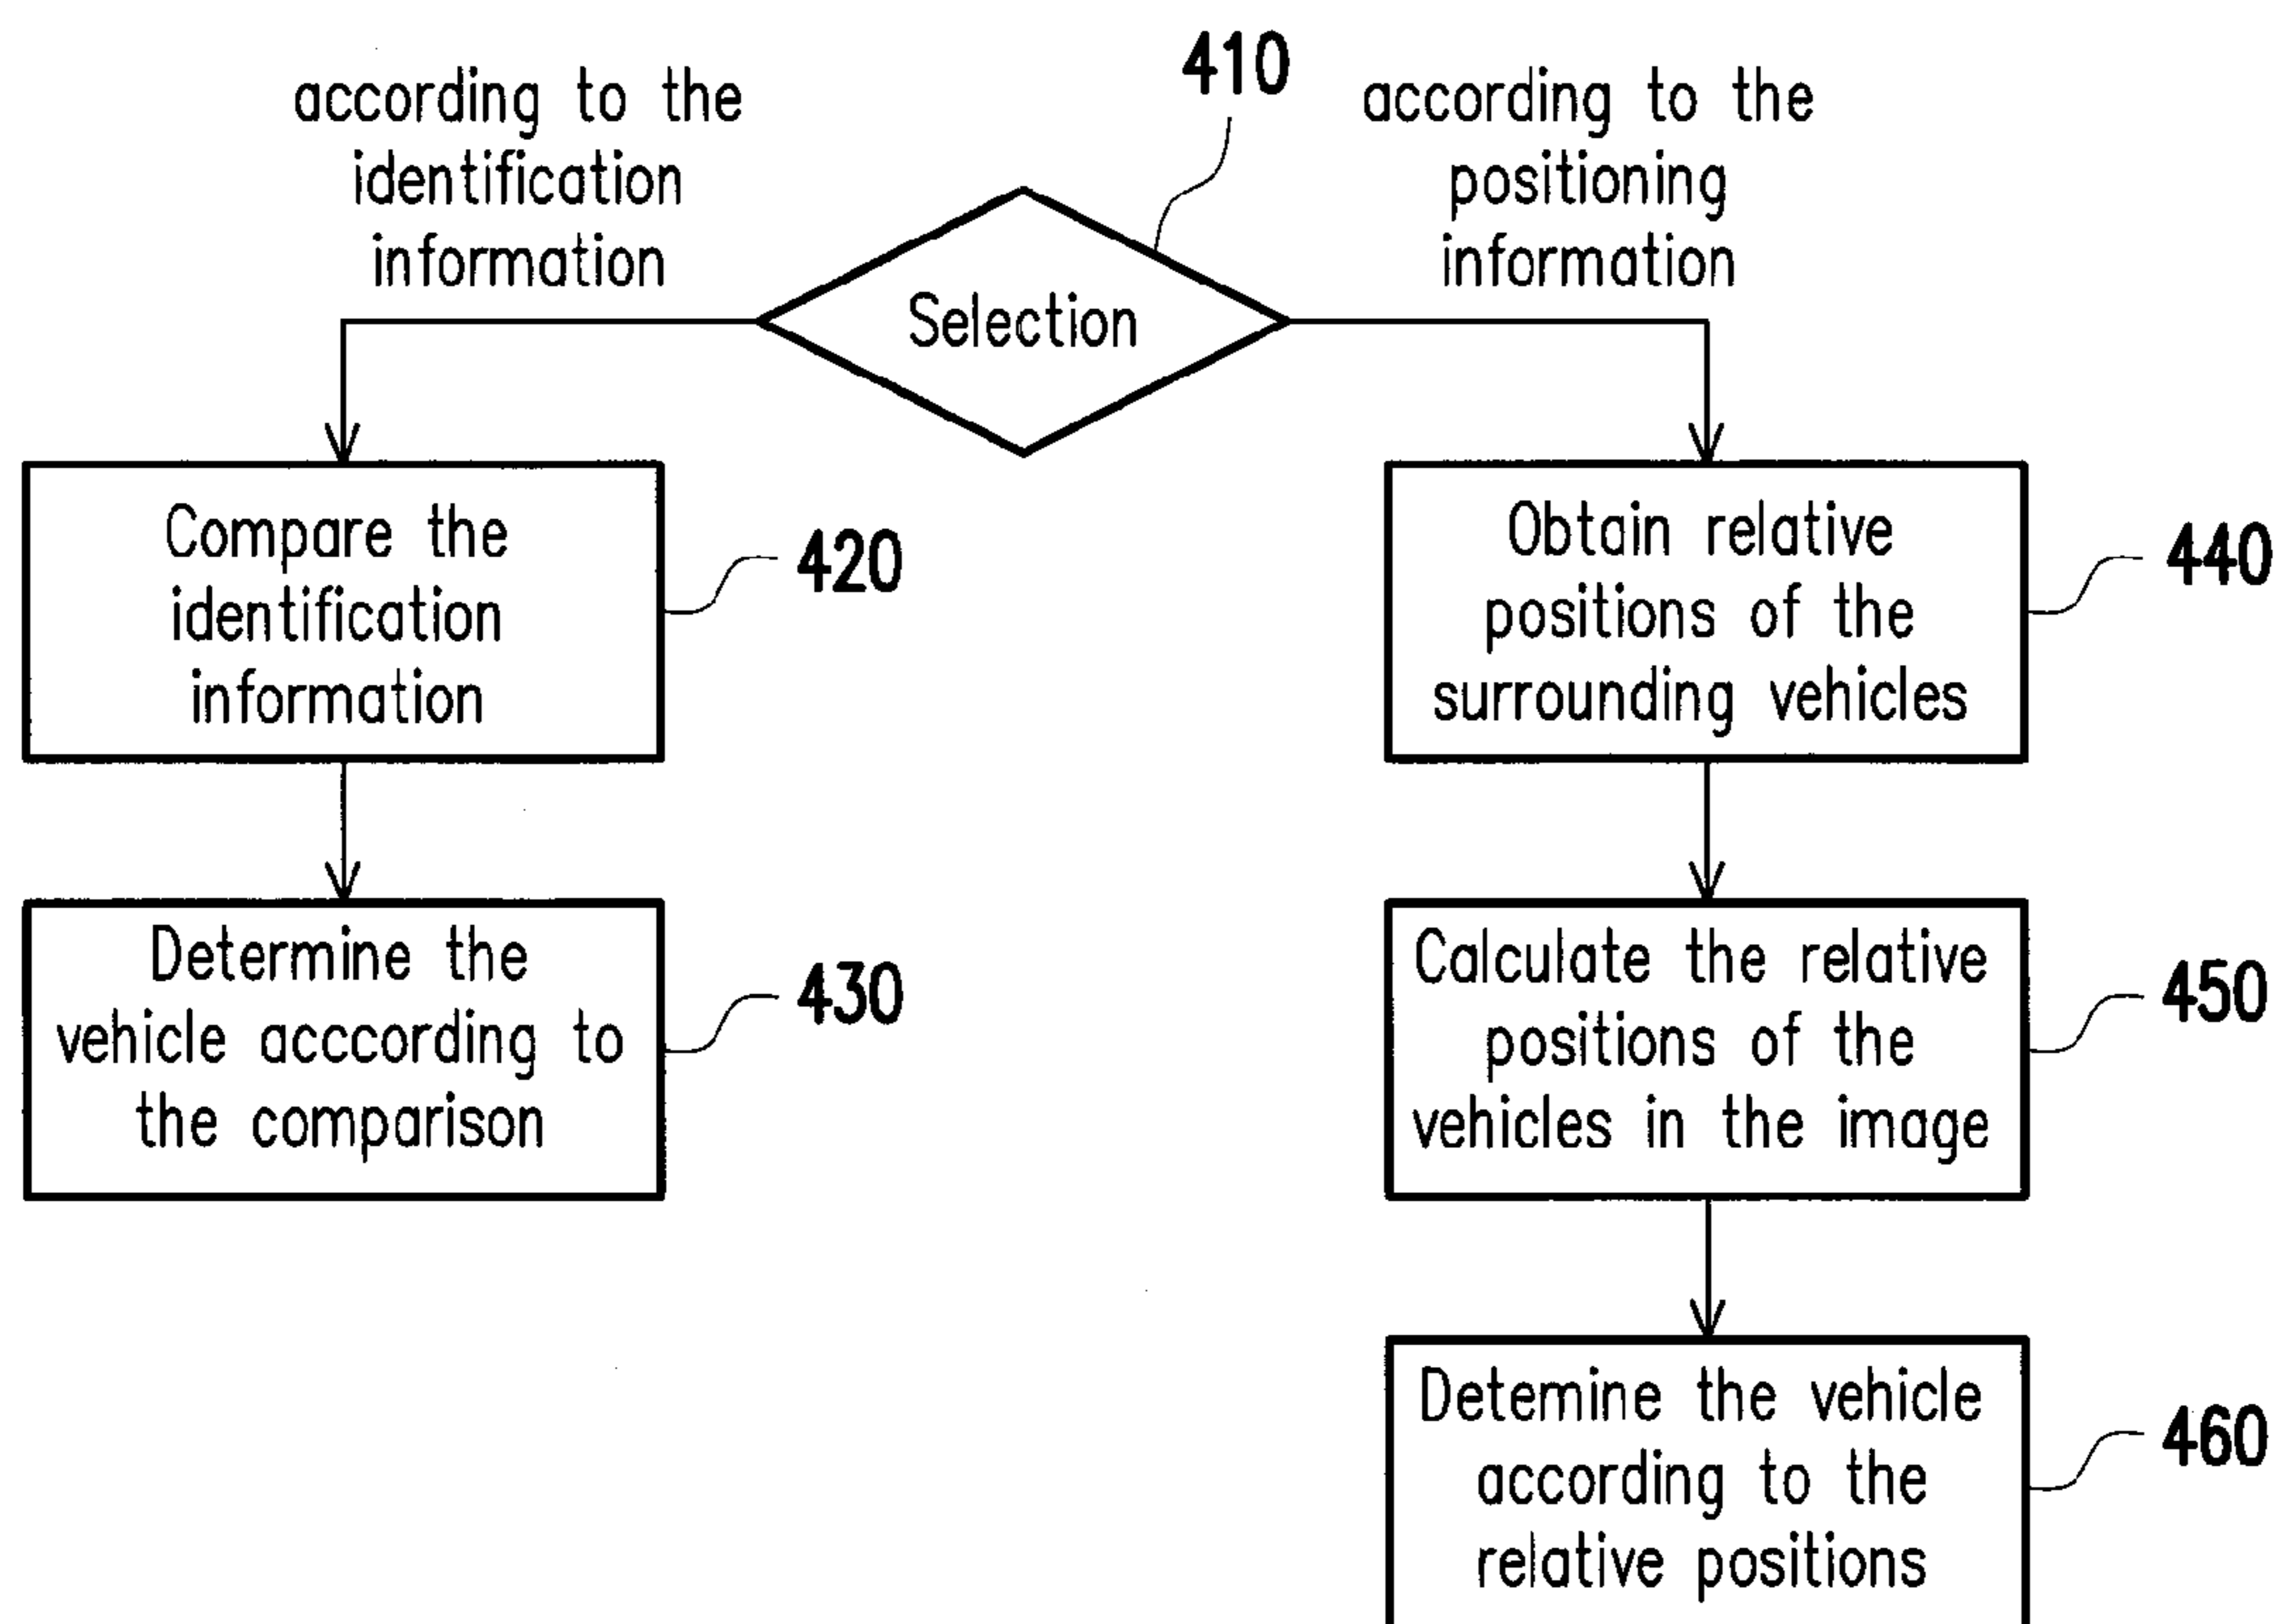 410
according to the
identification
information
according to the
positioning
information
Selection
Compare the
identification
information
420
Determine the
vehicle acccording to
the comparison
430
Obtain relative
positions of the
surrounding vehicles
440
Calculate the relative
positions of the
vehicles in the image
450
Detemine the vehicle
according to the
relative positions
460